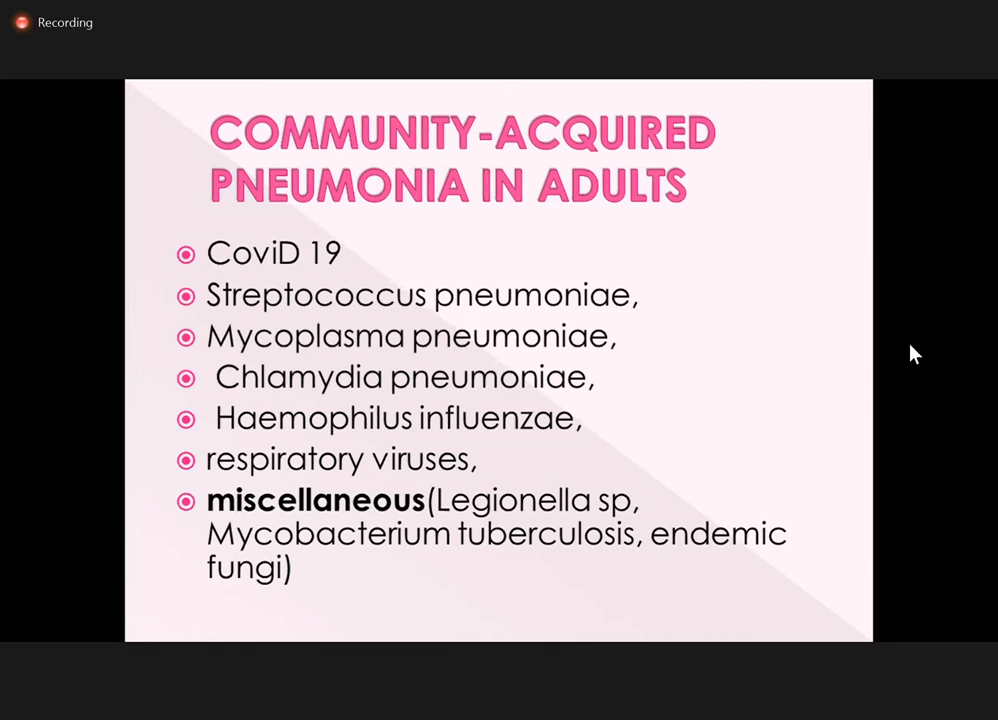 Recording
COMMUNITY-ACQUIRED
PNEUMONIA IN ADULTS
CoviD 19
Streptococcus pneumoniae,
Mycoplasma pneumoniae,
Chlamydia pneumoniae,
Haemophilus influenzae,
respiratory viruses,
miscellaneous(Legionella sp,
Mycobacterium tuberculosis, endemic
fungi)